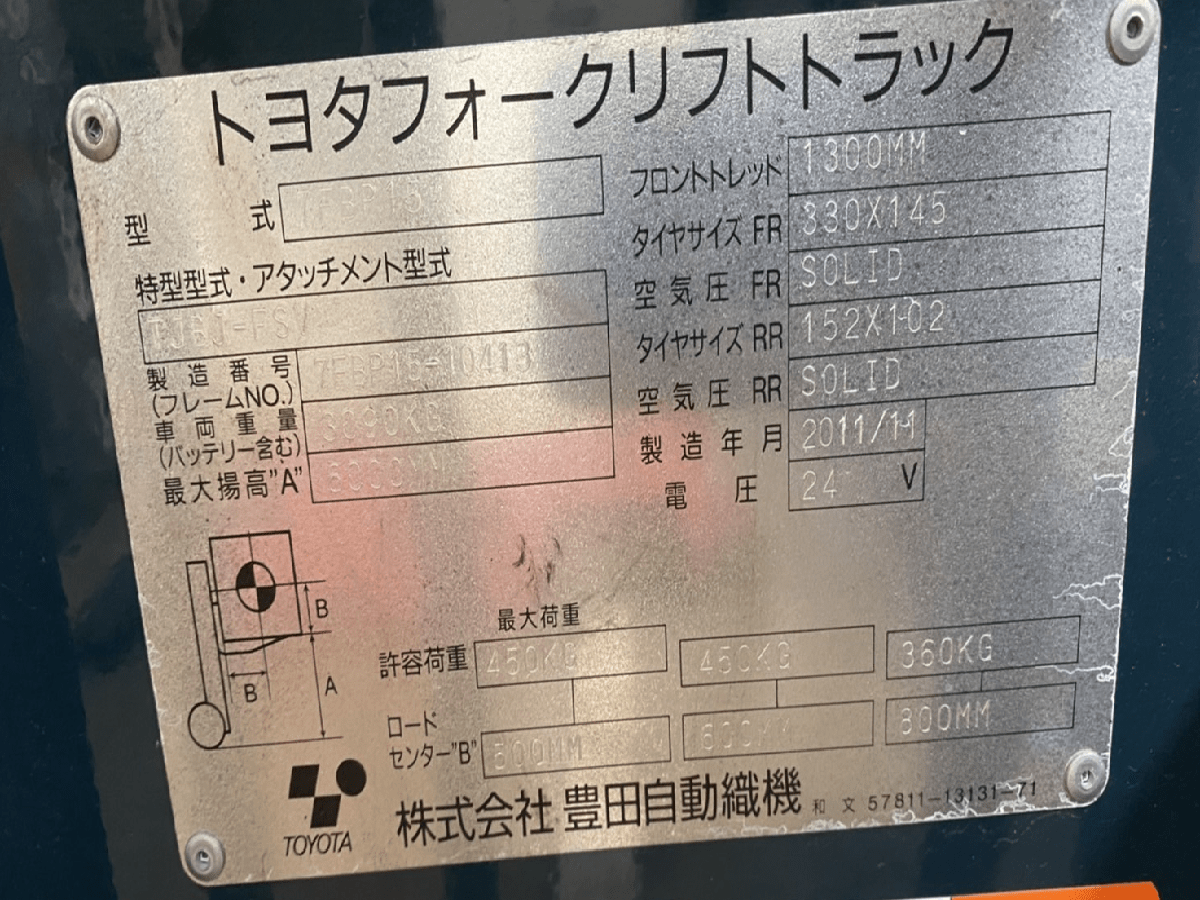 トヨタフォークリフトトラック
型 式 7FBR15
フロントトレッド 1300MM
タイヤサイズ FR 330X145
特型型式・アタッチメント型式
空気圧 FR SOLID
タイヤサイズ RR 152X102
製造番号
(フレームNO.)
空気圧 RR SOLID
車両重量 3090KG
(バッテリー含む)
製造年月 2011/11
最大揚高"A"
電圧 24 V
最大荷重
許容荷重 450KG 450KG 360KG
ロード
センター"B" 500MM 600MM 800MM
B
B
A
TOYOTA
株式会社 豊田自動織機 和文 57811-13131-71